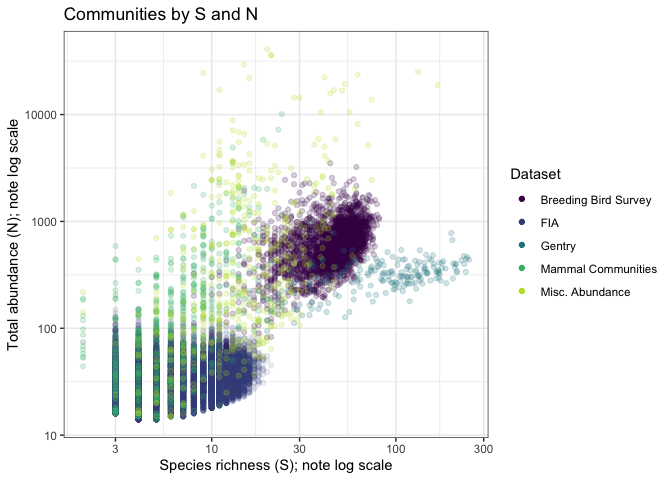 Communities by S and N
Total abundance (N); note log scale
10000
1000
100
10
3
10
30
100
300
Species richness (S); note log scale
Dataset
Breeding Bird Survey
FIA
Gentry
Mammal Communities
Misc. Abundance